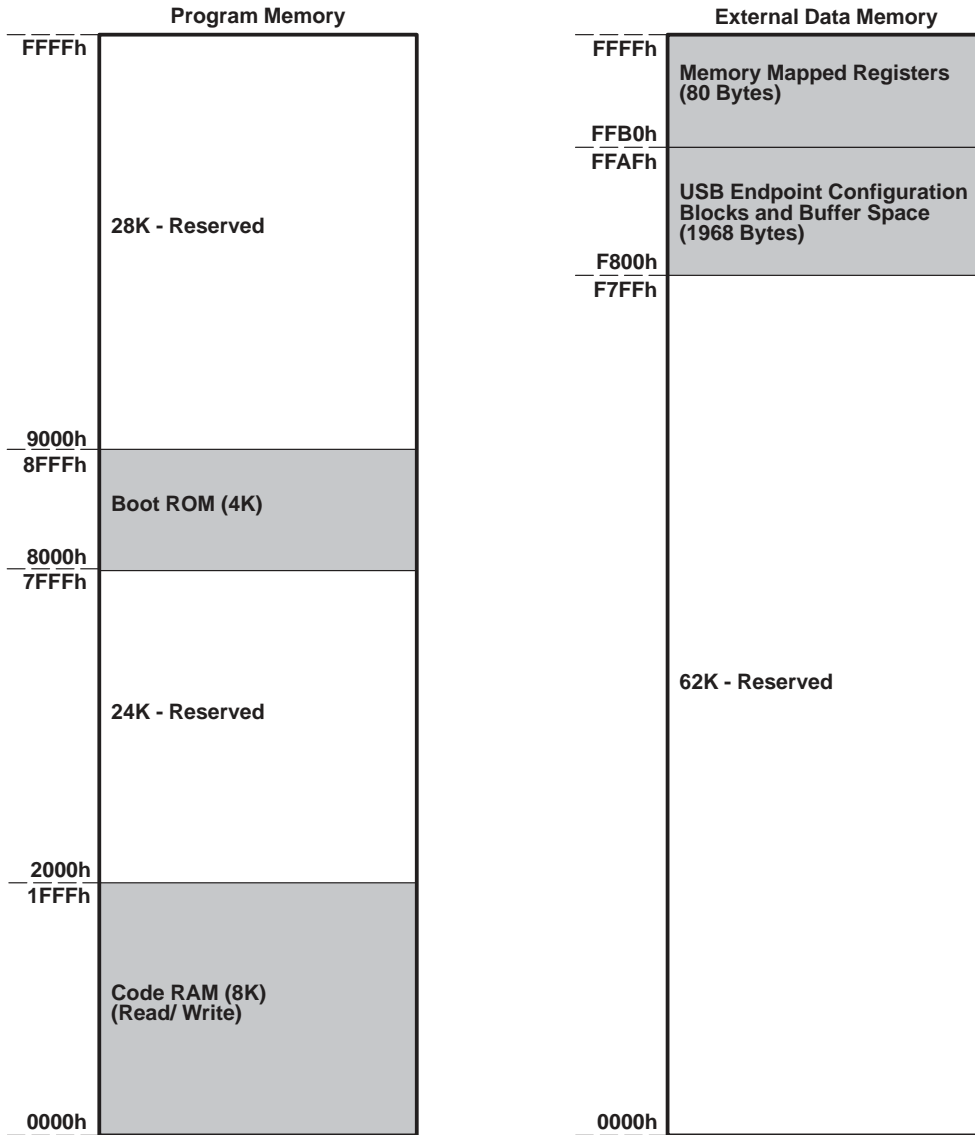 Program Memory
FFFFh
28K - Reserved
9000h
8FFFh
Boot ROM (4K)
8000h
7FFFh
24K - Reserved
2000h
1FFFh
Code RAM (8K)
(Read/ Write)
0000h
External Data Memory
FFFFh
Memory Mapped Registers
(80 Bytes)
FFB0h
FFAFh
USB Endpoint Configuration
Blocks and Buffer Space
(1968 Bytes)
F800h
F7FFh
62K - Reserved
0000h